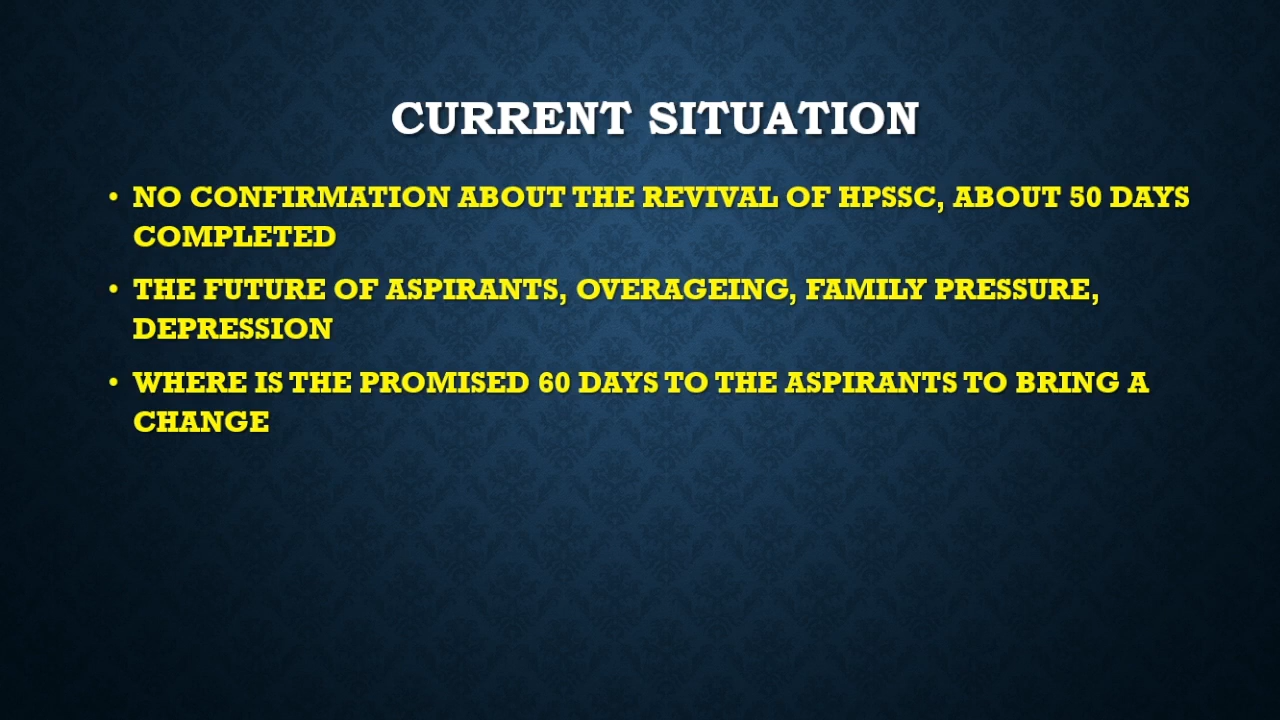 CURRENT SITUATION
• NO CONFIRMATION ABOUT THE REVIVAL OF HPSSC, ABOUT 50 DAYS
COMPLETED
• THE FUTURE OF ASPIRANTS, OVERAGEING, FAMILY PRESSURE,
DEPRESSION
• WHERE IS THE PROMISED 60 DAYS TO THE ASPIRANTS TO BRING A
CHANGE